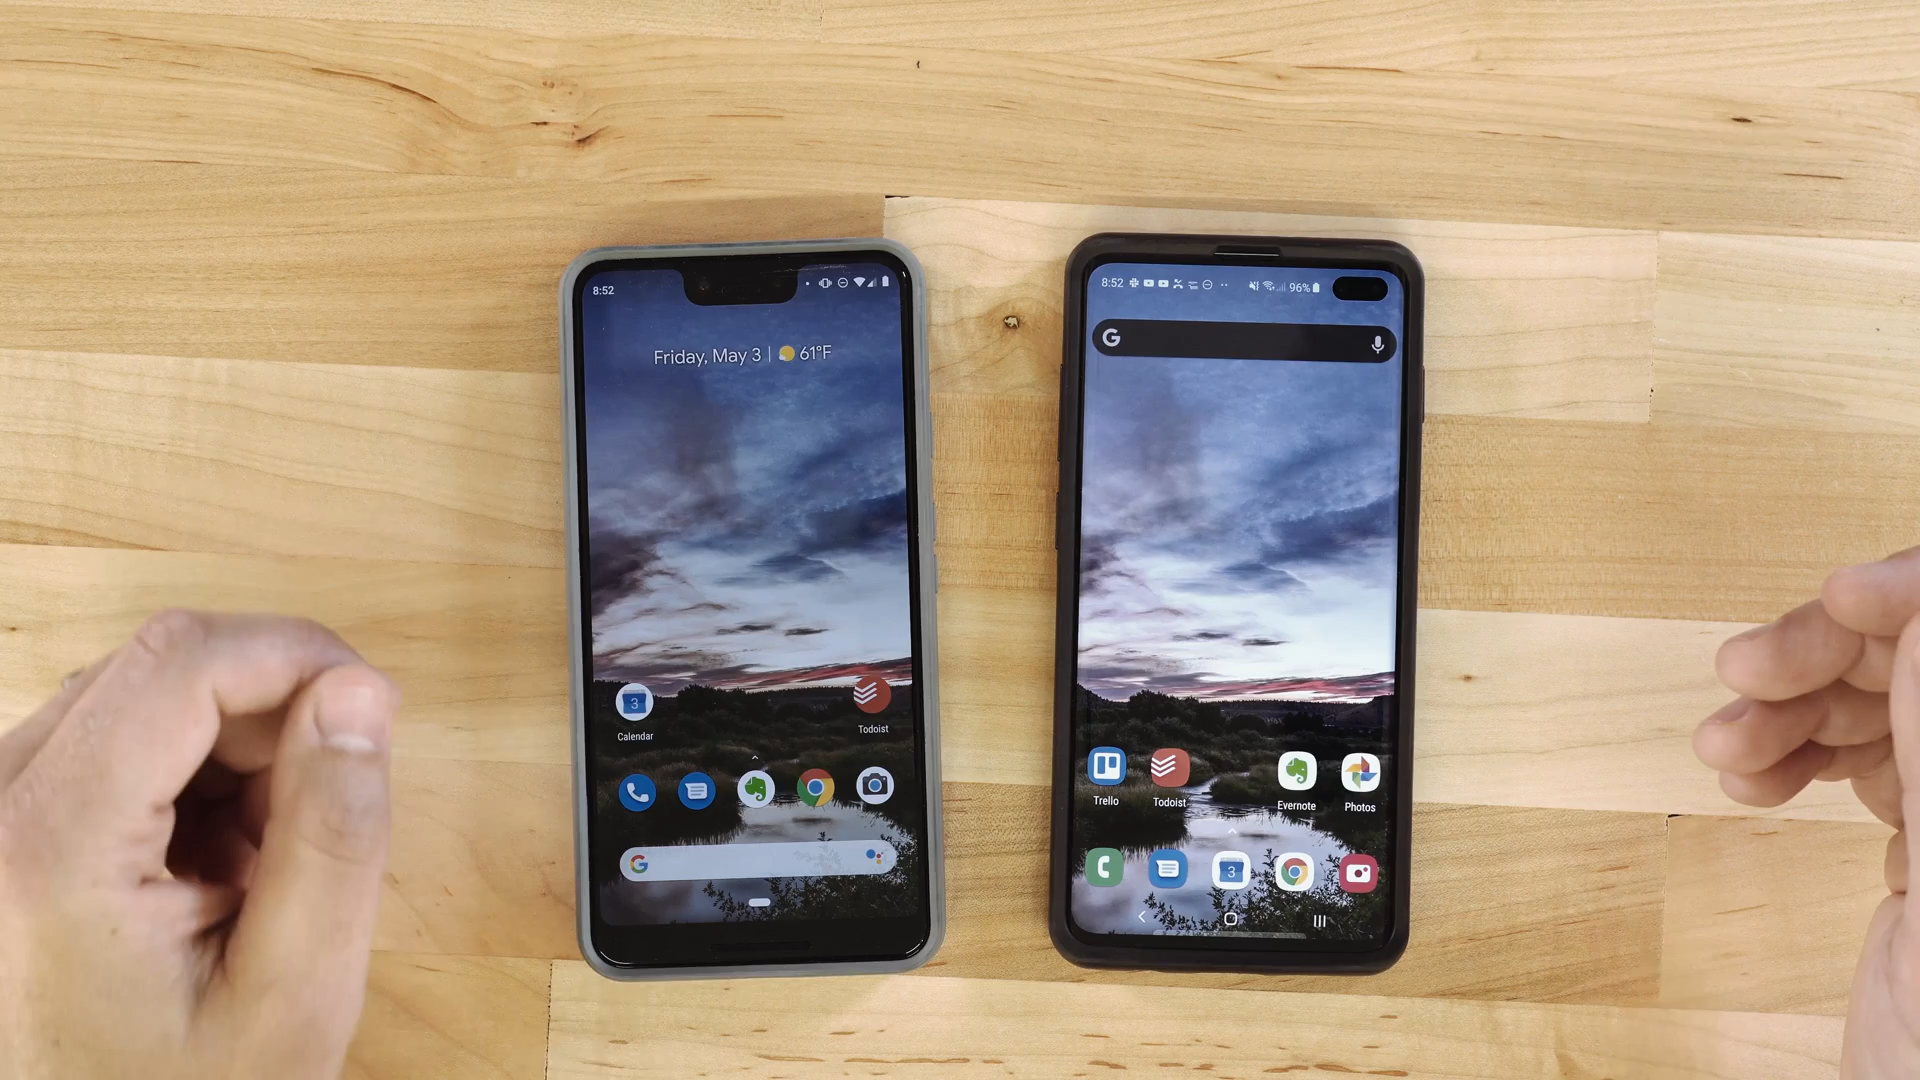 8:52
Friday, May 3 | 61°F
3
Calendar
Todoist
G
8:52
96%
G
Trello
Todoist
Evernote
Photos
3